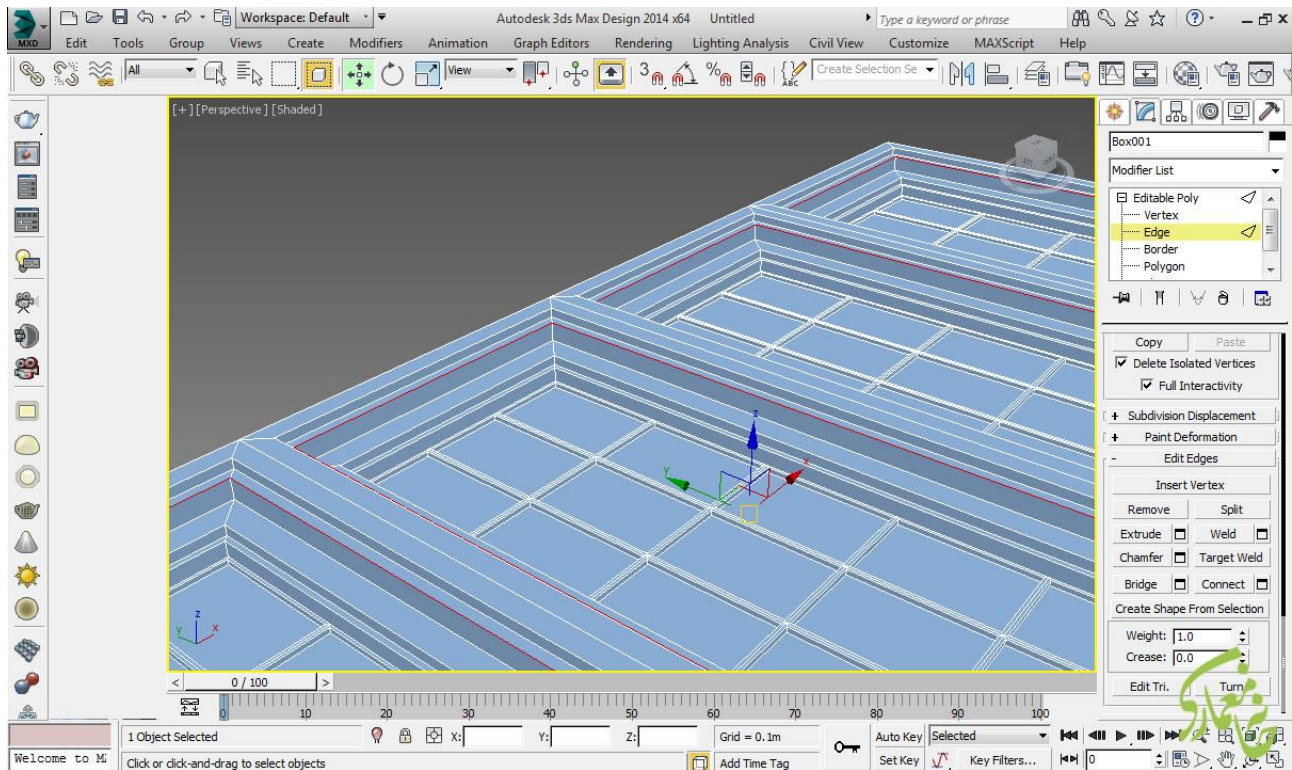 Workspace: Default
Autodesk 3ds Max Design 2014 x64 Untitled
Type a keyword or phrase
MXD
Edit Tools Group Views Create Modifiers Animation Graph Editors Rendering Lighting Analysis Civil View Customize MAXScript Help
All
View
3
ABC
Create Selection Se
[+][Perspective][Shaded]
Box001
Modifier List
Editable Poly
Vertex
Edge
Border
Polygon
Copy Paste
Delete Isolated Vertices
Full Interactivity
+ Subdivision Displacement
+ Paint Deformation
- Edit Edges
Insert Vertex
Remove Split
Extrude Weld
Chamfer Target Weld
Bridge Connect
Create Shape From Selection
Weight: 1.0
Crease: 0.0
Edit Tri. Turn
z
y x
z
y x
< 0 / 100 >
0 10 20 30 40 50 60 70 80 90 100
1 Object Selected X: Y: Z: Grid = 0.1m Auto Key Selected
Welcome to Click or click-and-drag to select objects Add Time Tag Set Key Key Filters... 0